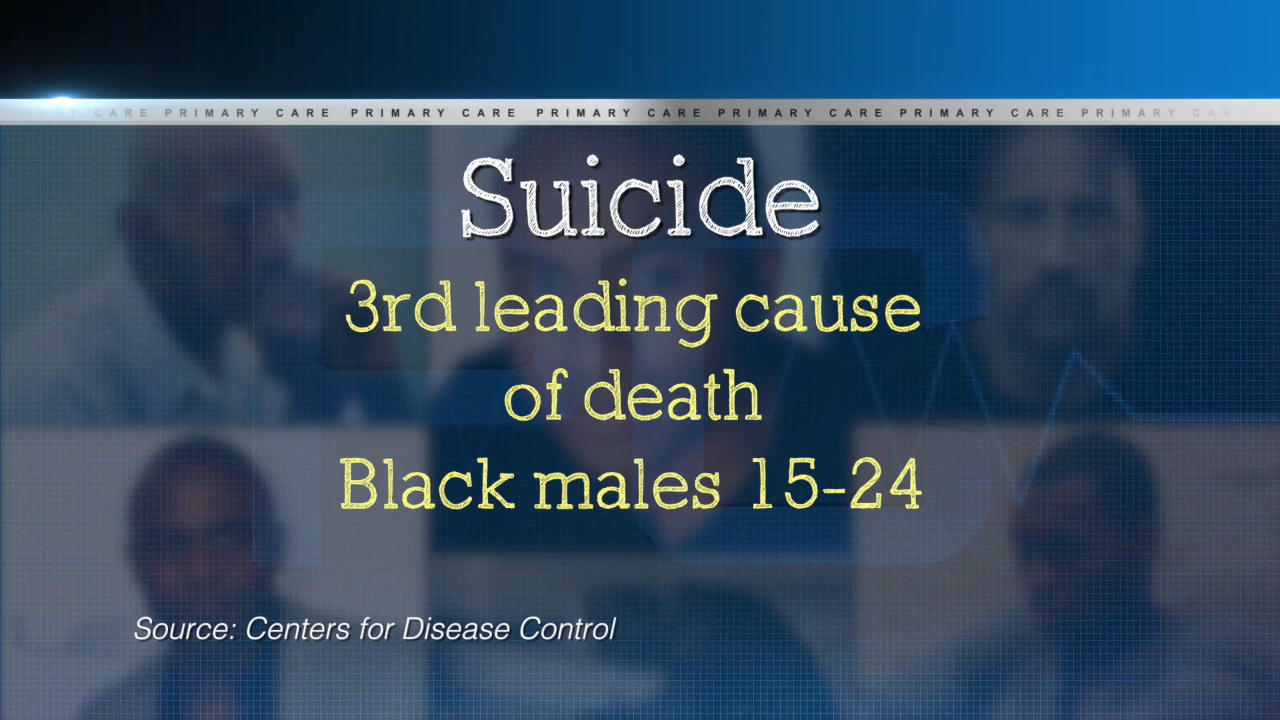 CARE PRIMARY CARE PRIMARY CARE PRIMARY CARE PRIMARY CARE PRIMARY CARE PRIMARY
Suicide
3rd leading cause
of death
Black males 15-24
Source: Centers for Disease Control